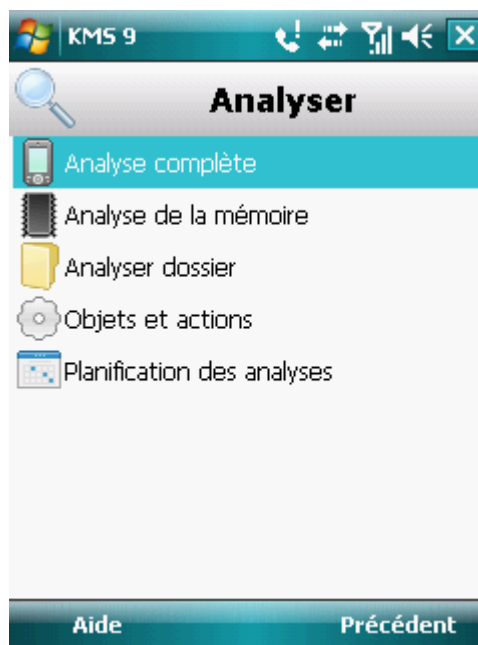 KMS 9
Analyser
Analyse complète
Analyse de la mémoire
Analyser dossier
Objets et actions
Planification des analyses
Aide Précédent